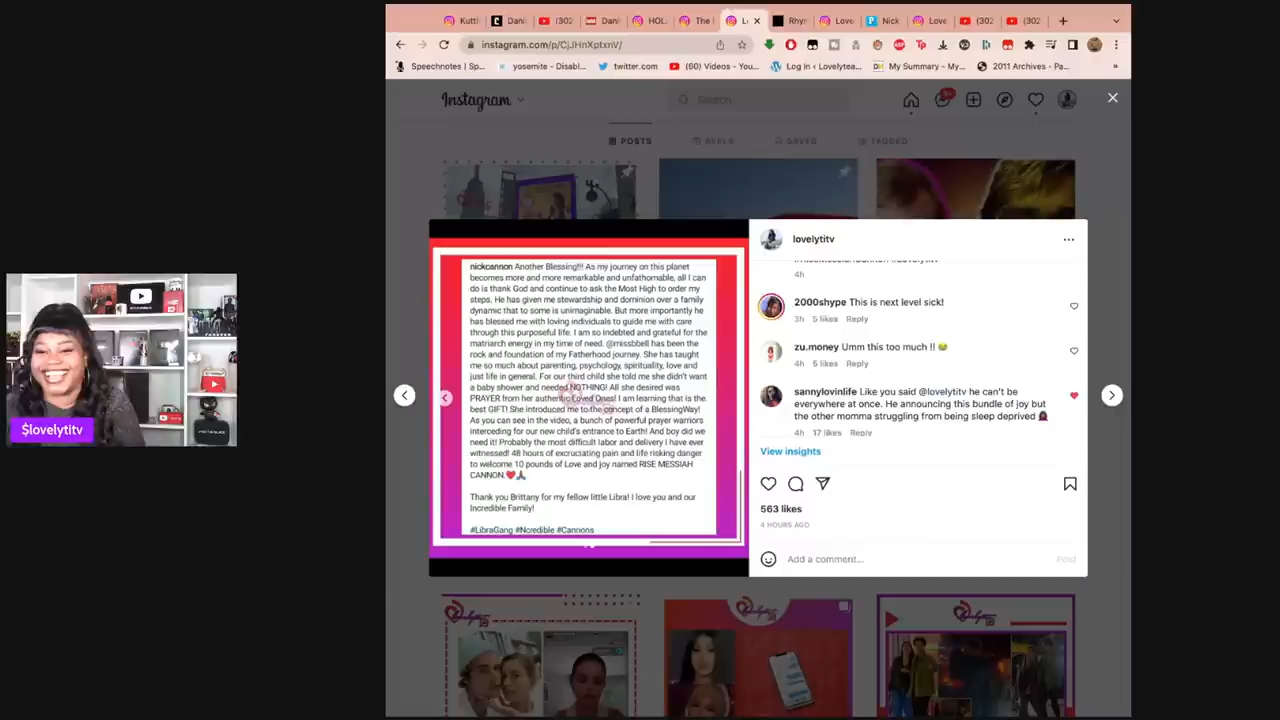 Kuttl
Dani
(302
Dani
HOL
The I
L
Rhy
Love
Nick
Love
(302
(302
instagram.com/p/CjJHnXptxnV/
Speechnotes | Sp...
yosemite - Disabl...
twitter.com
(60) Videos - You...
Log In ‹ Lovelytea...
My Summary - My...
2011 Archives - Pa...
»
Instagram
Search
9+
POSTS
REELS
SAVED
TAGGED
nickcannon Another Blessing!!! As my journey on this planet
becomes more and more remarkable and unfathomable, all I can
do is thank God and continue to ask the Most High to order my
steps. He has given me stewardship and dominion over a family
dynamic that to some is unimaginable. But more importantly he
has blessed me with loving individuals to guide me with care
through this purposeful life. I am so indebted and grateful for the
matriarch energy in my time of need. @missbbell has been the
rock and foundation of my Fatherhood journey. She has taught
me so much about parenting, psychology, spirituality, love and
just life in general. For our third child she told me she didn't want
a baby shower and needed NOTHING! All she desired was
PRAYER from her authentic Loved Ones! I am learning that is the
best GIFT! She introduced me to the concept of a BlessingWay!
As you can see in the video, a bunch of powerful prayer warriors
interceding for our new child's entrance to Earth! And boy did we
need it! Probably the most difficult labor and delivery I have ever
witnessed! 48 hours of excruciating pain and life risking danger
to welcome 10 pounds of Love and joy named RISE MESSIAH
CANNON.❤️🙏🏾
Thank you Brittany for my fellow little Libra! I love you and our
Incredible Family!
#LibraGang #Ncredible #Cannons
lovelytitv
4h
2000shype This is next level sick!
3h 5 likes Reply
zu.money Umm this too much !! 😂
4h 5 likes Reply
sannylovinlife Like you said @lovelytitv he can't be
everywhere at once. He announcing this bundle of joy but
the other momma struggling from being sleep deprived 🤦🏿‍♀️
4h 17 likes Reply
View insights
563 likes
4 HOURS AGO
Add a comment...
Post
$lovelytitv